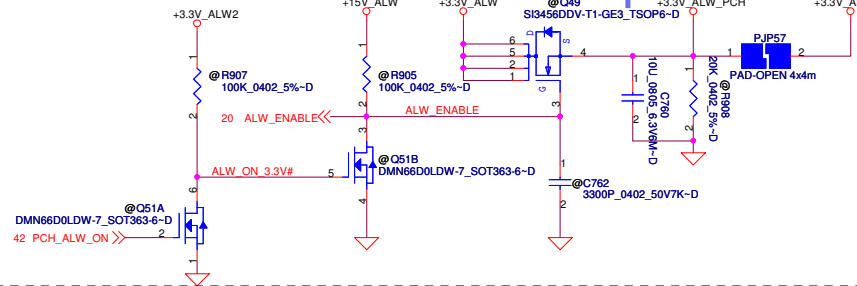 +3.3V_ALW2
+15V_ALW
+3.3V_ALW
@Q49
SI3456DDV-T1-GE3_TSOP6~D
+3.3V_ALW_PCH
+3.3V_A
1
@R907
100K_0402_5%~D
2
1
@R905
100K_0402_5%~D
2
6
5
2
1
D
S
G
4
3
1
10U_0805_6.3V6M~D
C760
2
1
20K_0402_5%~D
@R908
2
1
PJP57
2
PAD-OPEN 4x4m
20 ALW_ENABLE
ALW_ENABLE
3
@Q51B
DMN66D0LDW-7_SOT363-6~D
ALW_ON_3.3V#
5
4
1
@C762
3300P_0402_50V7K~D
2
6
@Q51A
DMN66D0LDW-7_SOT363-6~D
42 PCH_ALW_ON
2
1